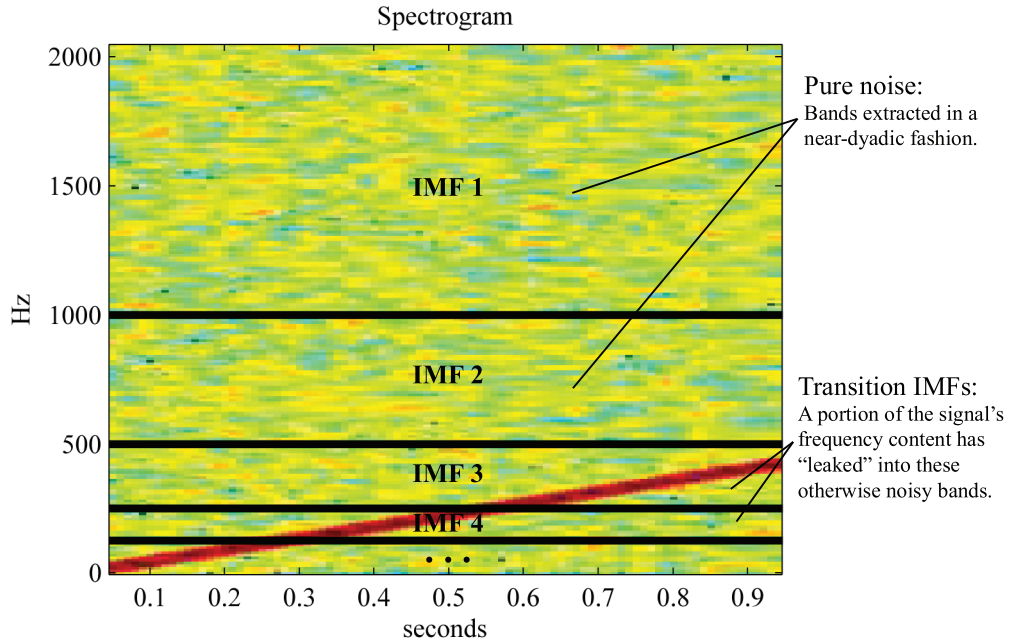 Spectrogram
2000
1500
1000
500
0
Hz
IMF 1
IMF 2
IMF 3
IMF 4
• • •
0.1 0.2 0.3 0.4 0.5 0.6 0.7 0.8 0.9
seconds
Pure noise:
Bands extracted in a
near-dyadic fashion.
Transition IMFs:
A portion of the signal’s
frequency content has
“leaked” into these
otherwise noisy bands.